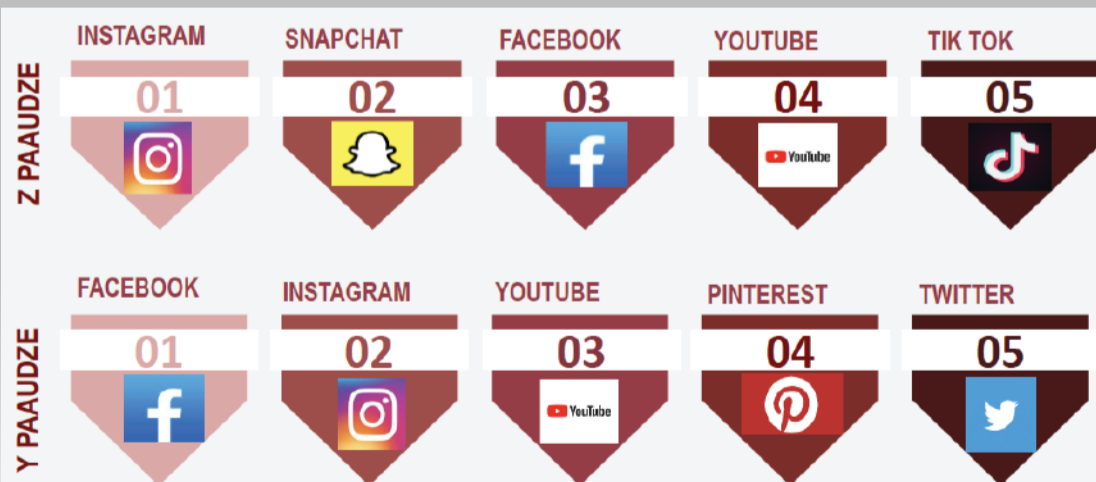 Z PAAUDZE
INSTAGRAM
SNAPCHAT
FACEBOOK
YOUTUBE
TIK TOK
01
02
03
04
05
YouTube
Y PAAUDZE
FACEBOOK
INSTAGRAM
YOUTUBE
PINTEREST
TWITTER
01
02
03
04
05
YouTube